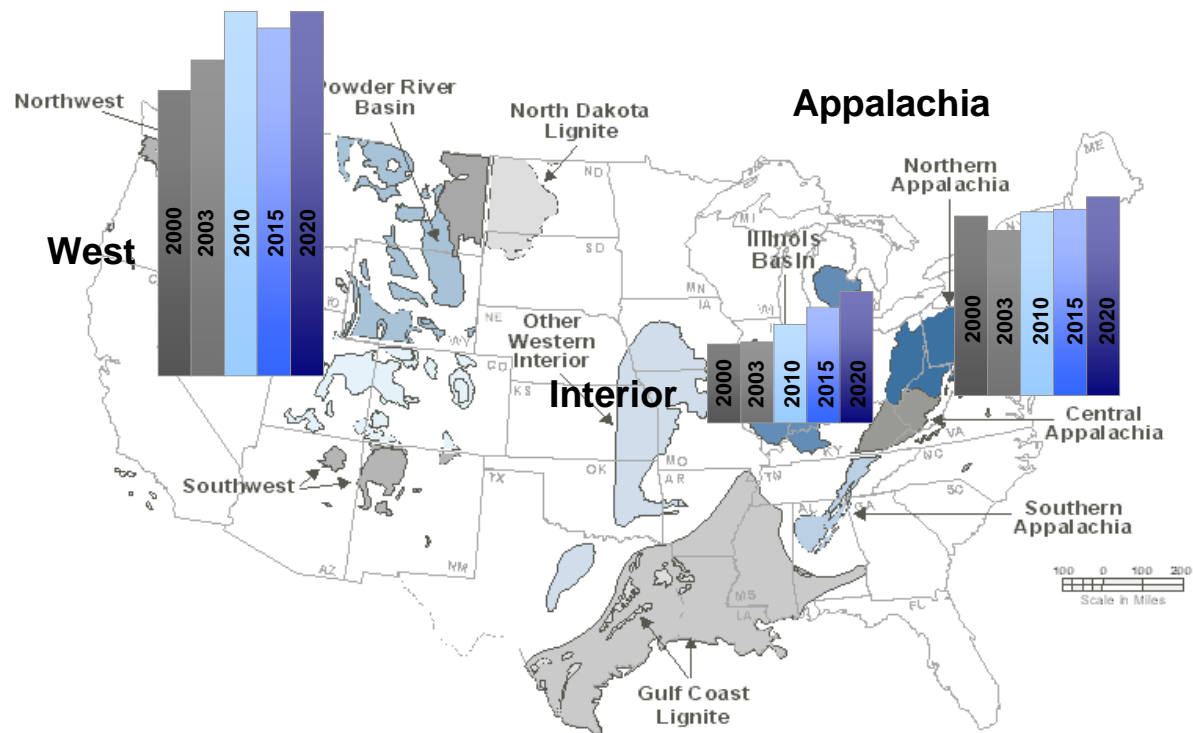 Northwest
Powder River
Basin
North Dakota
Lignite
Appalachia
Northern
Appalachia
ME
West
2000
2003
2010
2015
2020
ND
SD
MN
IA
MI
WI
Illinois
Basin
NE
WY
CO
KS
Other
Western
Interior
Interior
2000
2003
2010
2015
2020
2000
2003
2010
2015
2020
Central
Appalachia
KY
VA
NC
SC
MO
AR
OK
TX
TN
AL
GA
Southwest
Southern
Appalachia
AZ
NM
MS
LA
FL
100 0 100 200
Scale in Miles
Gulf Coast
Lignite